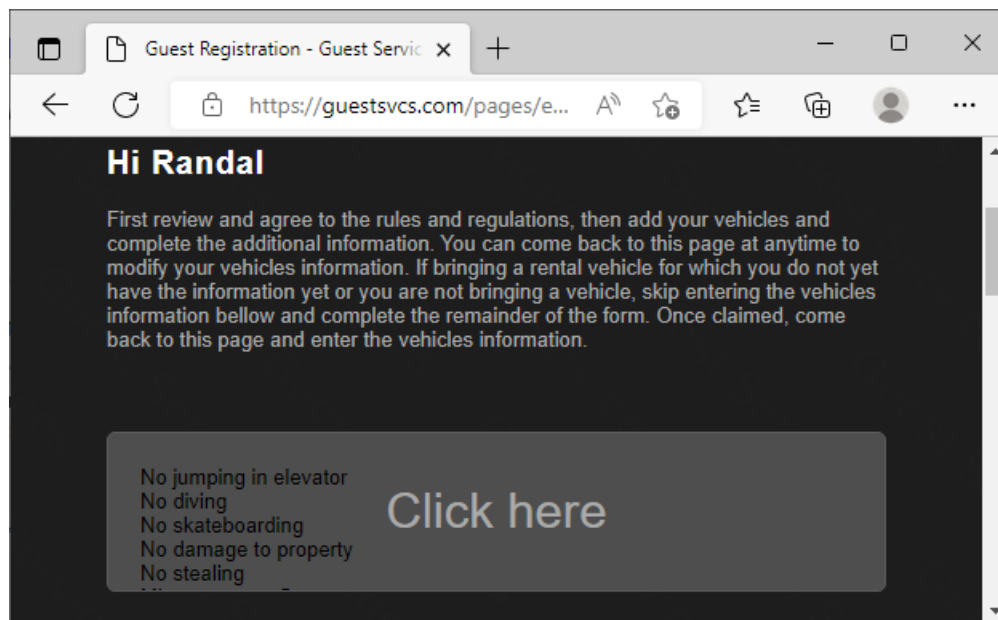 Guest Registration - Guest Servic
https://guestsvcs.com/pages/e...
Hi Randal
First review and agree to the rules and regulations, then add your vehicles and
complete the additional information. You can come back to this page at anytime to
modify your vehicles information. If bringing a rental vehicle for which you do not yet
have the information yet or you are not bringing a vehicle, skip entering the vehicles
information bellow and complete the remainder of the form. Once claimed, come
back to this page and enter the vehicles information.
No jumping in elevator
No diving
No skateboarding
No damage to property
No stealing
Click here